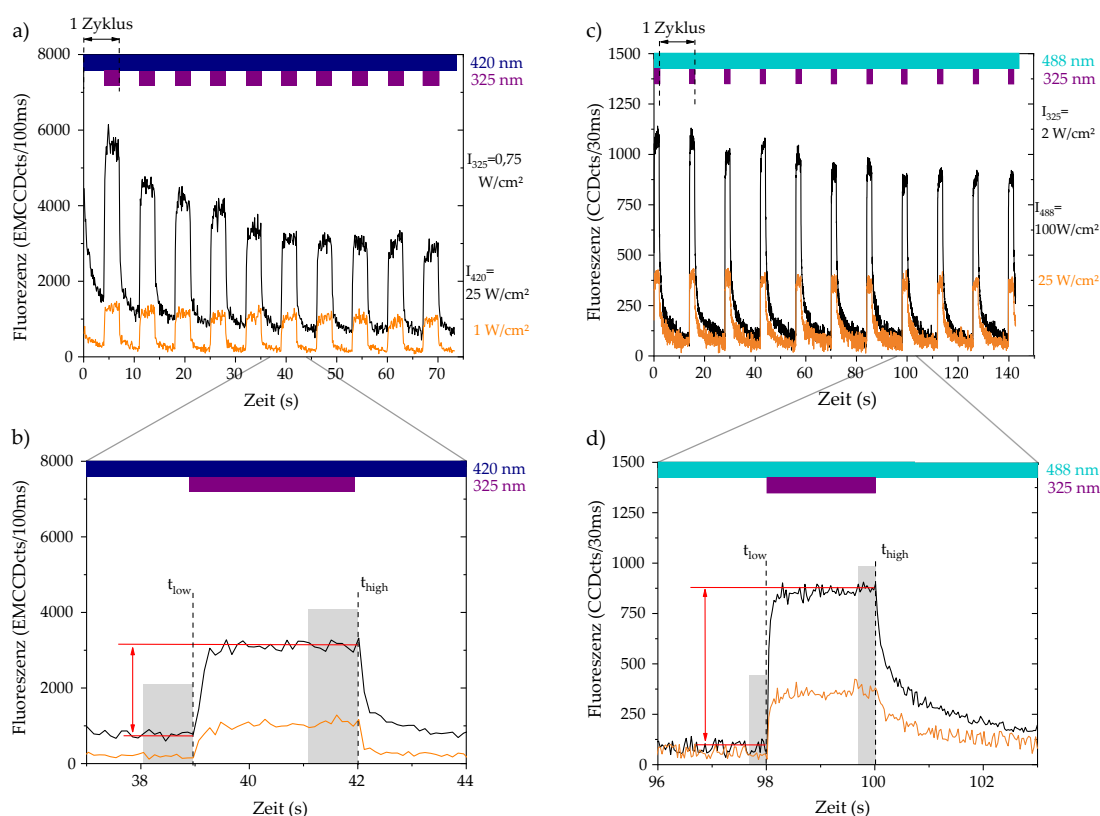 a)
1 Zyklus
420 nm
325 nm
8000
6000
4000
2000
0
Fluorezenz (EMCCDcts/100ms)
I325=0,75
W/cm²
I420=
25 W/cm²
1 W/cm²
0 10 20 30 40 50 60 70
Zeit (s)
c)
1 Zyklus
488 nm
325 nm
1500
1250
1000
750
500
250
0
Fluoreszenz (CCDcts/30ms)
I325=
2 W/cm²
I488=
100W/cm²
25 W/cm²
0 20 40 60 80 100 120 140
Zeit (s)
b)
420 nm
325 nm
8000
6000
4000
2000
0
Fluoreszenz (EMCCDcts/100ms)
tlow
thigh
38 40 42 44
Zeit (s)
d)
488 nm
325 nm
1500
1250
1000
750
500
250
0
Fluoreszenz (CCDcts/30ms)
tlow
thigh
96 98 100 102
Zeit (s)